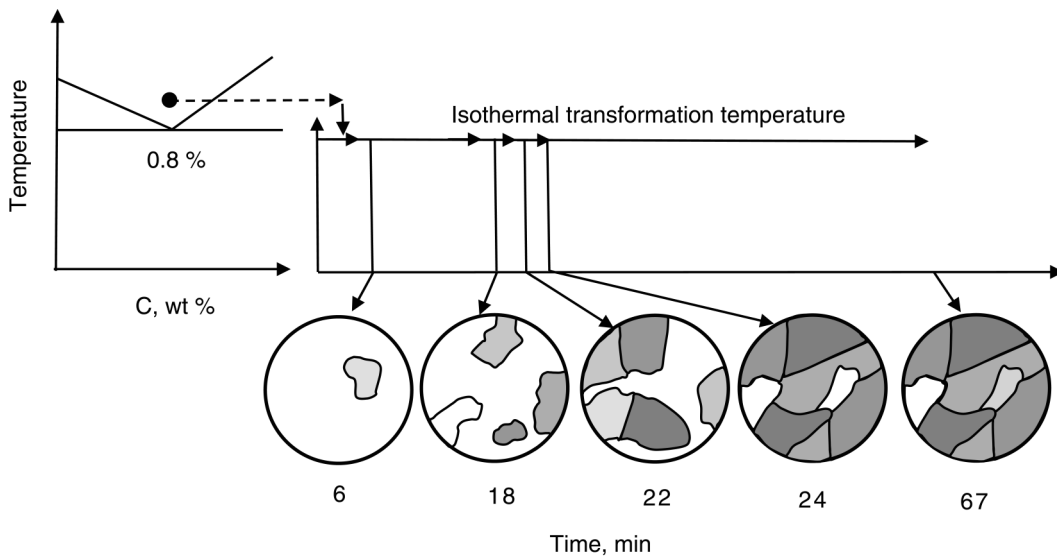 Temperature
0.8 %
C, wt %
Isothermal transformation temperature
6
18
22
24
67
Time, min